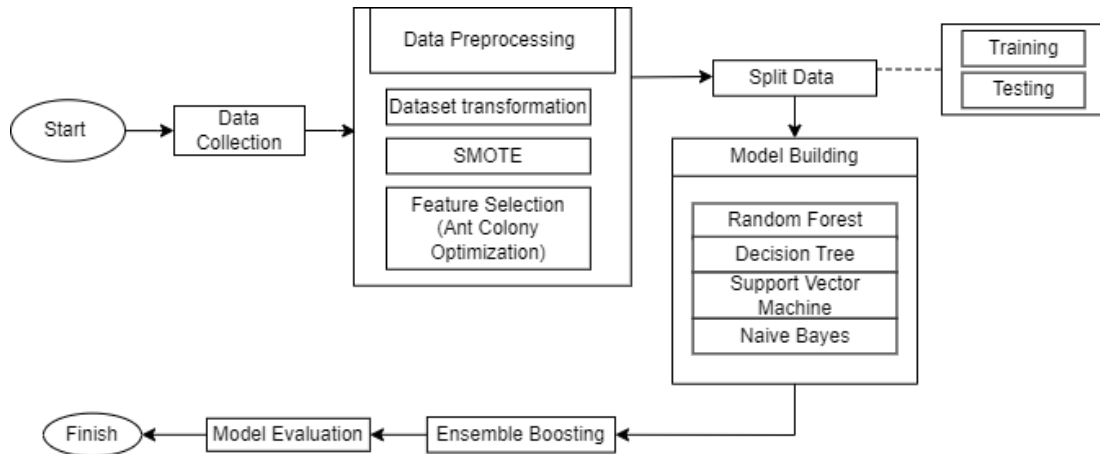 Start
Data
Collection
Data Preprocessing
Dataset transformation
SMOTE
Feature Selection
(Ant Colony
Optimization)
Split Data
Training
Testing
Model Building
Random Forest
Decision Tree
Support Vector
Machine
Naive Bayes
Ensemble Boosting
Model Evaluation
Finish